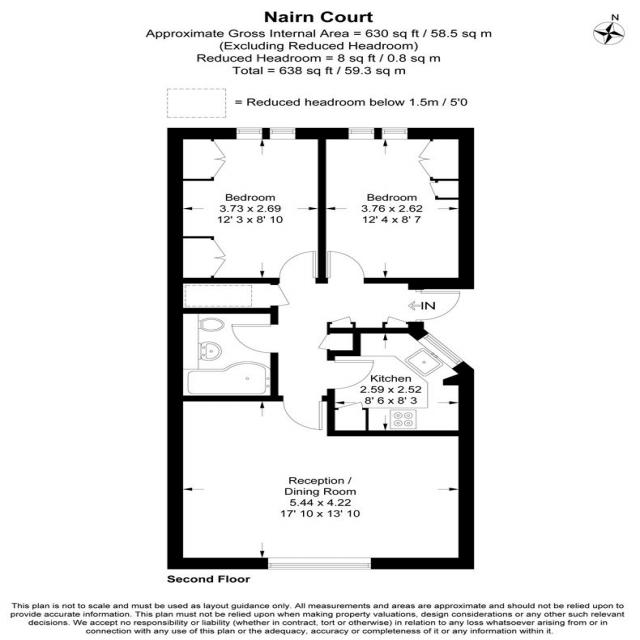 Nairn Court
Approximate Gross Internal Area = 630 sq ft / 58.5 sq m
(Excluding Reduced Headroom)
Reduced Headroom = 8 sq ft / 0.8 sq m
Total = 638 sq ft / 59.3 sq m
N
= Reduced headroom below 1.5m / 5'0
Bedroom
3.73 x 2.69
12' 3 x 8' 10
Bedroom
3.76 x 2.62
12' 4 x 8' 7
IN
Kitchen
2.59 x 2.52
8' 6 x 8' 3
Reception /
Dining Room
5.44 x 4.22
17' 10 x 13' 10
Second Floor
This plan is not to scale and must be used as layout guidance only. All measurements and areas are approximate and should not be relied upon to
provide accurate information. This plan must not be relied upon when making property valuations, design considerations or any other such relevant
decisions. We accept no responsibility or liability (whether in contract, tort or otherwise) in relation to any loss whatsoever arising from or in
connection with any use of this plan or the adequacy, accuracy or completeness of it or any information within it.